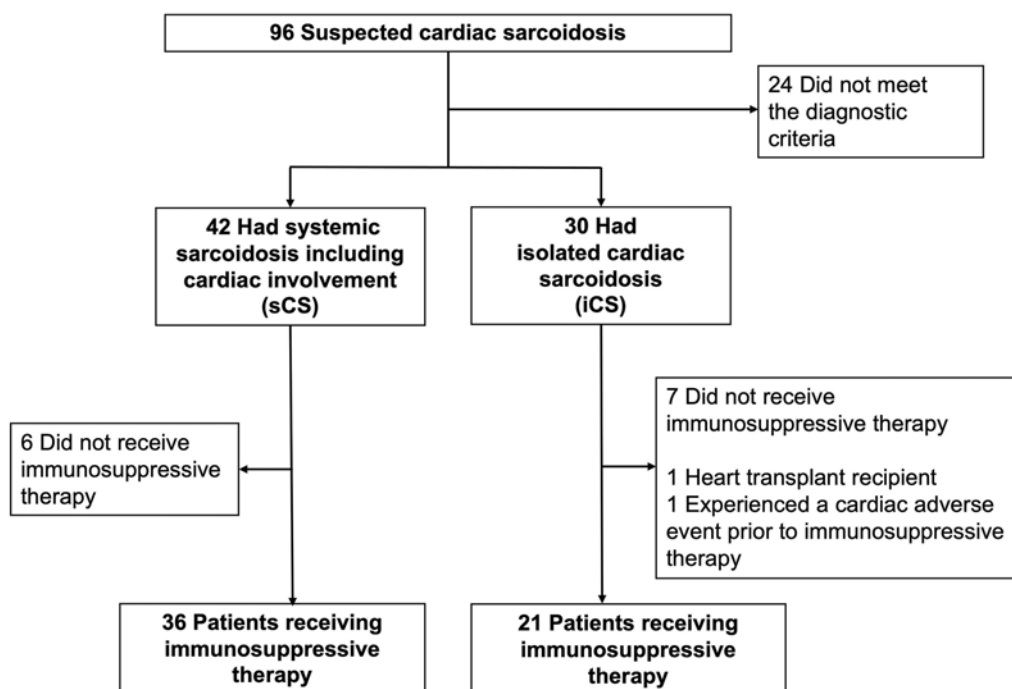 96 Suspected cardiac sarcoidosis
24 Did not meet
the diagnostic
criteria
42 Had systemic
sarcoidosis including
cardiac involvement
(sCS)
30 Had
isolated cardiac
sarcoidosis
(iCS)
6 Did not receive
immunosuppressive
therapy
7 Did not receive
immunosuppressive therapy
1 Heart transplant recipient
1 Experienced a cardiac adverse
event prior to immunosuppressive
therapy
36 Patients receiving
immunosuppressive
therapy
21 Patients receiving
immunosuppressive
therapy